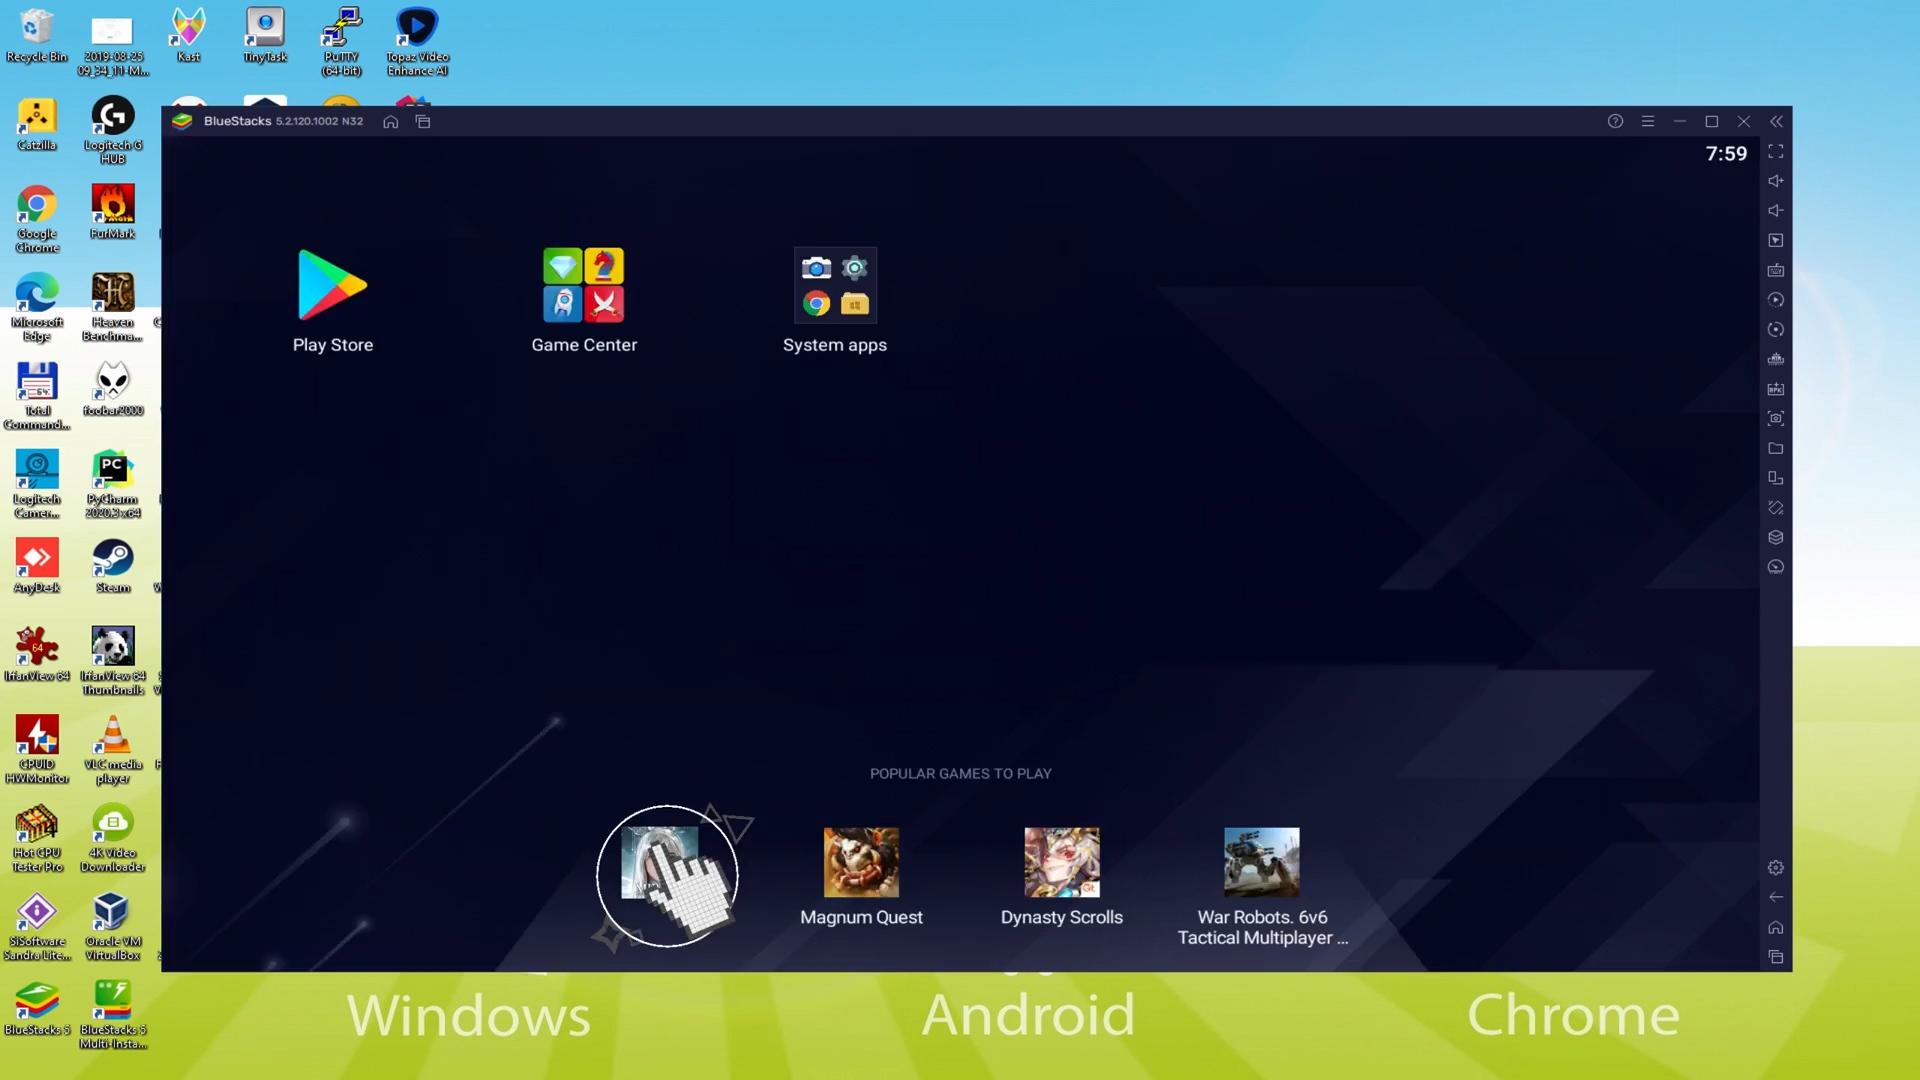 Recycle Bin
2019-08-25
09_34_11-M...
Kast
TinyTask
PuTTY
(64-bit)
Topaz Video
Enhance AI
Catzilla
Logitech G
HUB
Google
Chrome
FurMark
Microsoft
Edge
Heaven
Benchma...
Total
Command...
foobar2000
Logitech
Camer...
PyCharm
2020.3 x64
AnyDesk
Steam
IrfanView 64
IrfanView 64
Thumbnails
CPUID
HWMonitor
VLC media
player
Hot CPU
Tester Pro
4K Video
Downloader
SiSoftware
Sandra Lite...
Oracle VM
VirtualBox
BlueStacks 5
BlueStacks 5
Multi-Insta...
BlueStacks 5.2.120.1002 N32
7:59
Play Store
Game Center
System apps
POPULAR GAMES TO PLAY
Magnum Quest
Dynasty Scrolls
War Robots. 6v6
Tactical Multiplayer ...
Windows
Android
Chrome